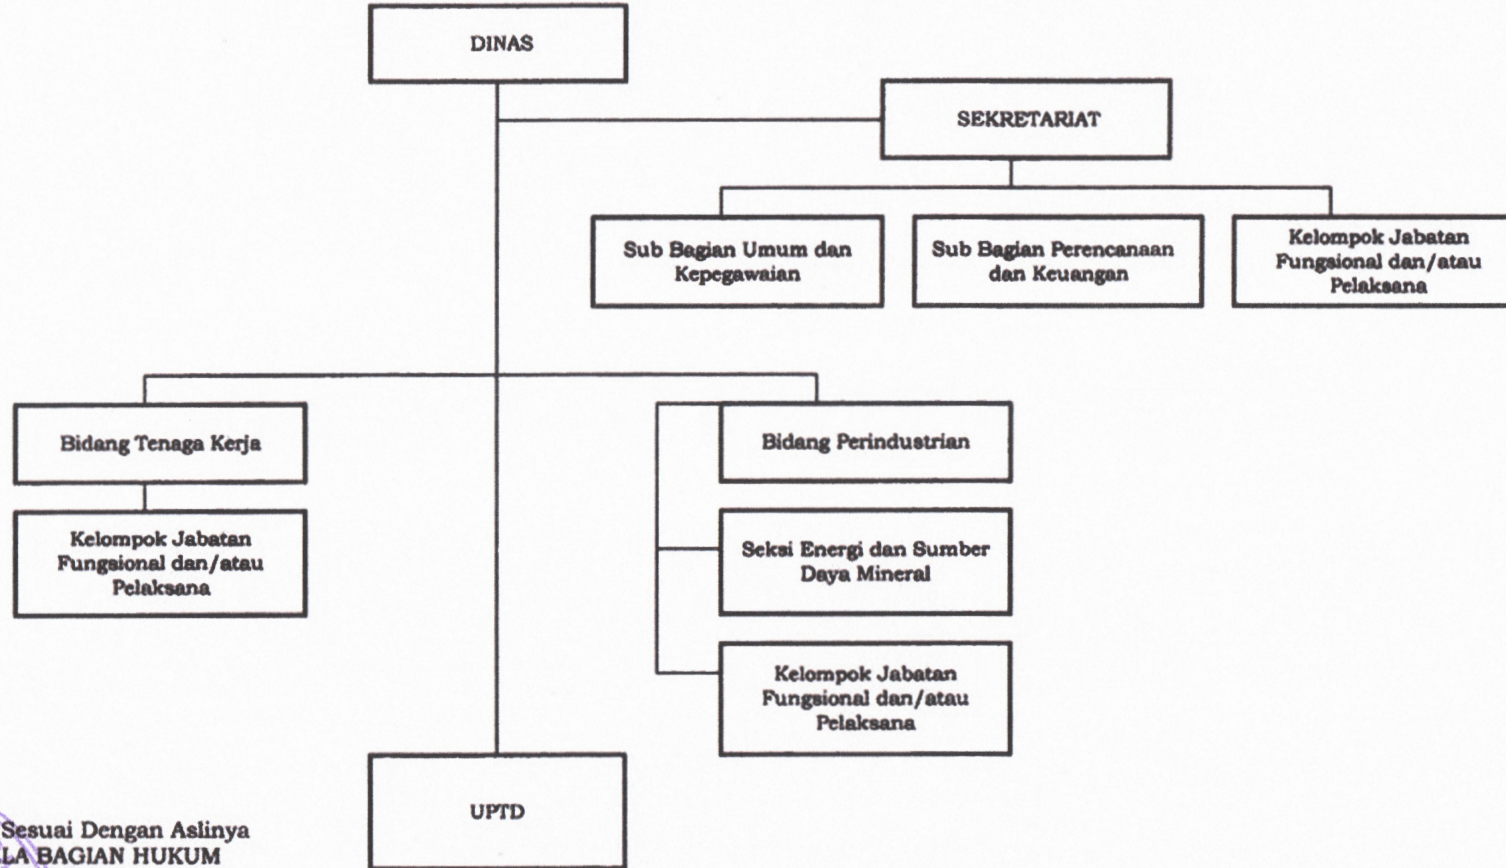 DINAS
SEKRETARIAT
Sub Bagian Umum dan
Kepegawaian
Sub Bagian Perencanaan
dan Keuangan
Kelompok Jabatan
Fungsional dan/atau
Pelaksana
Bidang Tenaga Kerja
Bidang Perindustrian
Kelompok Jabatan
Fungsional dan/atau
Pelaksana
Seksi Energi dan Sumber
Daya Mineral
Kelompok Jabatan
Fungsional dan/atau
Pelaksana
UPTD
Sesuai Dengan Aslinya
BAGIAN HUKUM